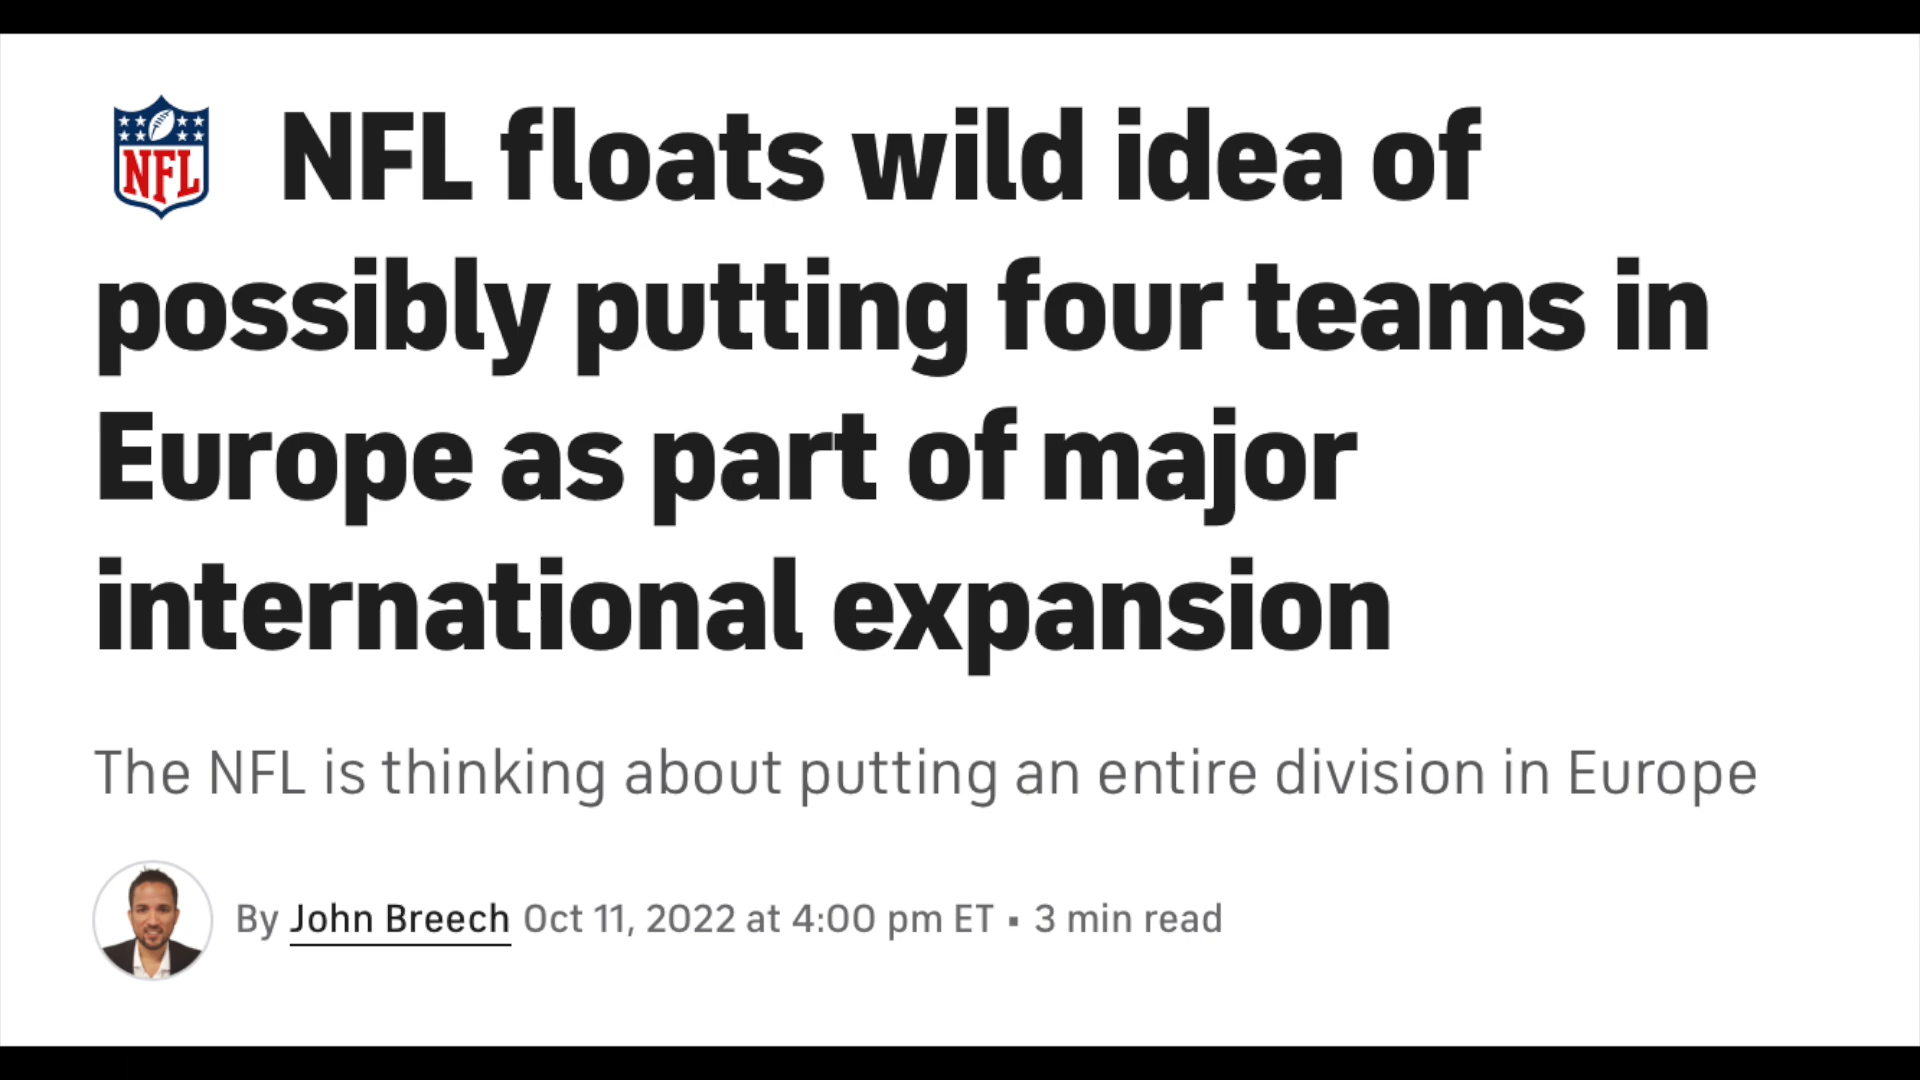 NFL
NFL floats wild idea of
possibly putting four teams in
Europe as part of major
international expansion
The NFL is thinking about putting an entire division in Europe
By John Breech Oct 11, 2022 at 4:00 pm ET ▪ 3 min read